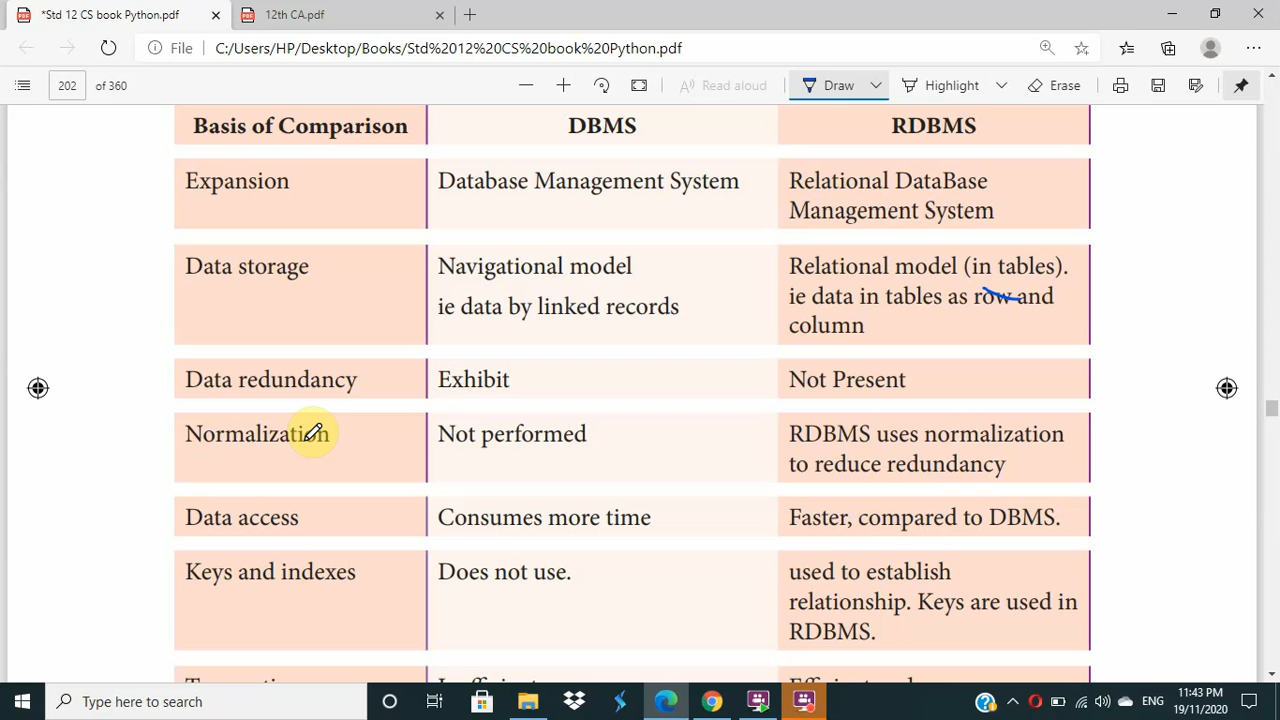 *Std 12 CS book Python.pdf
12th CA.pdf
File
C:/Users/HP/Desktop/Books/Std%2012%20CS%20book%20Python.pdf
202 of 360
Read aloud
Draw
Highlight
Erase
Basis of Comparison DBMS RDBMS
Expansion Database Management System Relational DataBase
Management System
Data storage Navigational model Relational model (in tables).
ie data by linked records ie data in tables as row and
column
Data redundancy Exhibit Not Present
Normalization Not performed RDBMS uses normalization
to reduce redundancy
Data access Consumes more time Faster, compared to DBMS.
Keys and indexes Does not use. used to establish
relationship. Keys are used in
RDBMS.
Type here to search
ENG
11:43 PM
19/11/2020